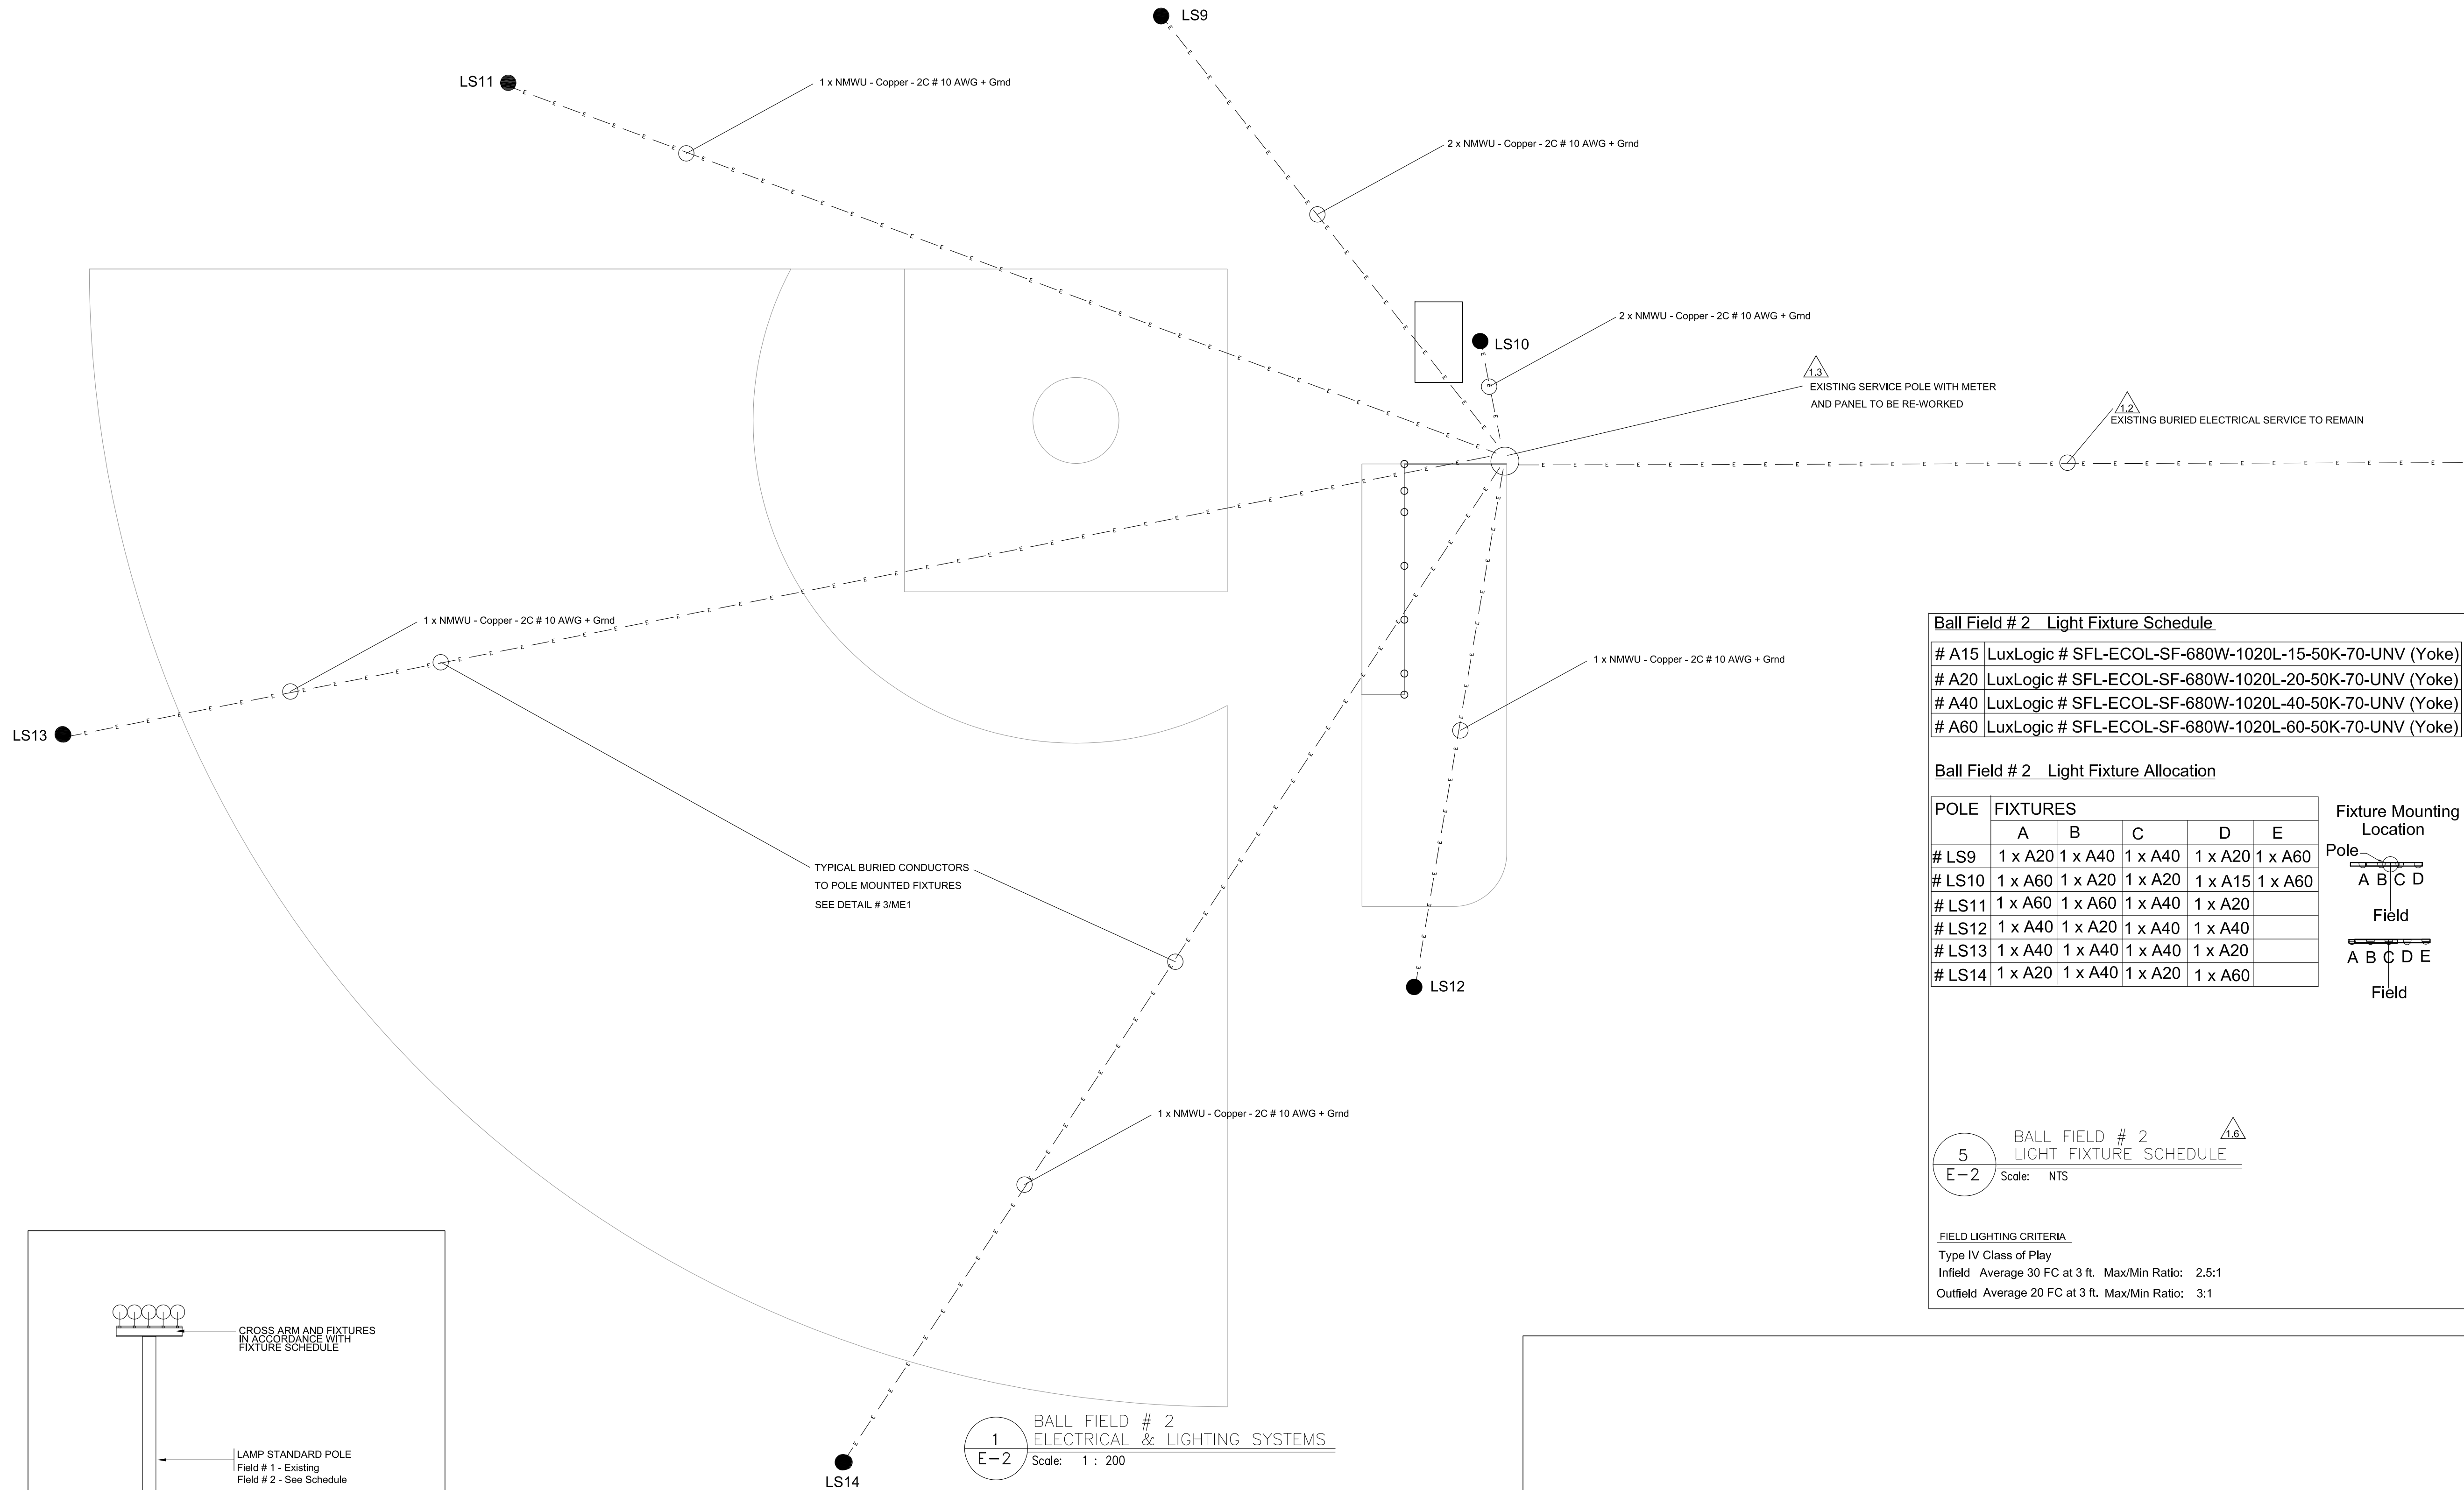 LS9
LS11
1 x NMWU - Copper - 2C # 10 AWG + Grnd
2 x NMWU - Copper - 2C # 10 AWG + Grnd
2 x NMWU - Copper - 2C # 10 AWG + Grnd
LS10
1.3
EXISTING SERVICE POLE WITH METER
AND PANEL TO BE RE-WORKED
1.2
EXISTING BURIED ELECTRICAL SERVICE TO REMAIN
1 x NMWU - Copper - 2C # 10 AWG + Grnd
1 x NMWU - Copper - 2C # 10 AWG + Grnd
LS13
TYPICAL BURIED CONDUCTORS
TO POLE MOUNTED FIXTURES
SEE DETAIL # 3/ME1
LS12
1 x NMWU - Copper - 2C # 10 AWG + Grnd
LS14
1
E-2
BALL FIELD # 2
ELECTRICAL & LIGHTING SYSTEMS
Scale: 1 : 200
CROSS ARM AND FIXTURES
IN ACCORDANCE WITH
FIXTURE SCHEDULE
LAMP STANDARD POLE
Field # 1 - Existing
Field # 2 - See Schedule
Ball Field # 2 Light Fixture Schedule
# A15 LuxLogic # SFL-ECOL-SF-680W-1020L-15-50K-70-UNV (Yoke)
# A20 LuxLogic # SFL-ECOL-SF-680W-1020L-20-50K-70-UNV (Yoke)
# A40 LuxLogic # SFL-ECOL-SF-680W-1020L-40-50K-70-UNV (Yoke)
# A60 LuxLogic # SFL-ECOL-SF-680W-1020L-60-50K-70-UNV (Yoke)
Ball Field # 2 Light Fixture Allocation
POLE FIXTURES
A B C D E
# LS9 1 x A20 1 x A40 1 x A40 1 x A20 1 x A60
# LS10 1 x A60 1 x A20 1 x A20 1 x A15 1 x A60
# LS11 1 x A60 1 x A60 1 x A40 1 x A20
# LS12 1 x A40 1 x A20 1 x A40 1 x A40
# LS13 1 x A40 1 x A40 1 x A40 1 x A20
# LS14 1 x A20 1 x A40 1 x A20 1 x A60
Fixture Mounting
Location
Pole
A B C D
Field
A B C D E
Field
5
E-2
BALL FIELD # 2
LIGHT FIXTURE SCHEDULE
1.6
Scale: NTS
FIELD LIGHTING CRITERIA
Type IV Class of Play
Infield Average 30 FC at 3 ft. Max/Min Ratio: 2.5:1
Outfield Average 20 FC at 3 ft. Max/Min Ratio: 3:1